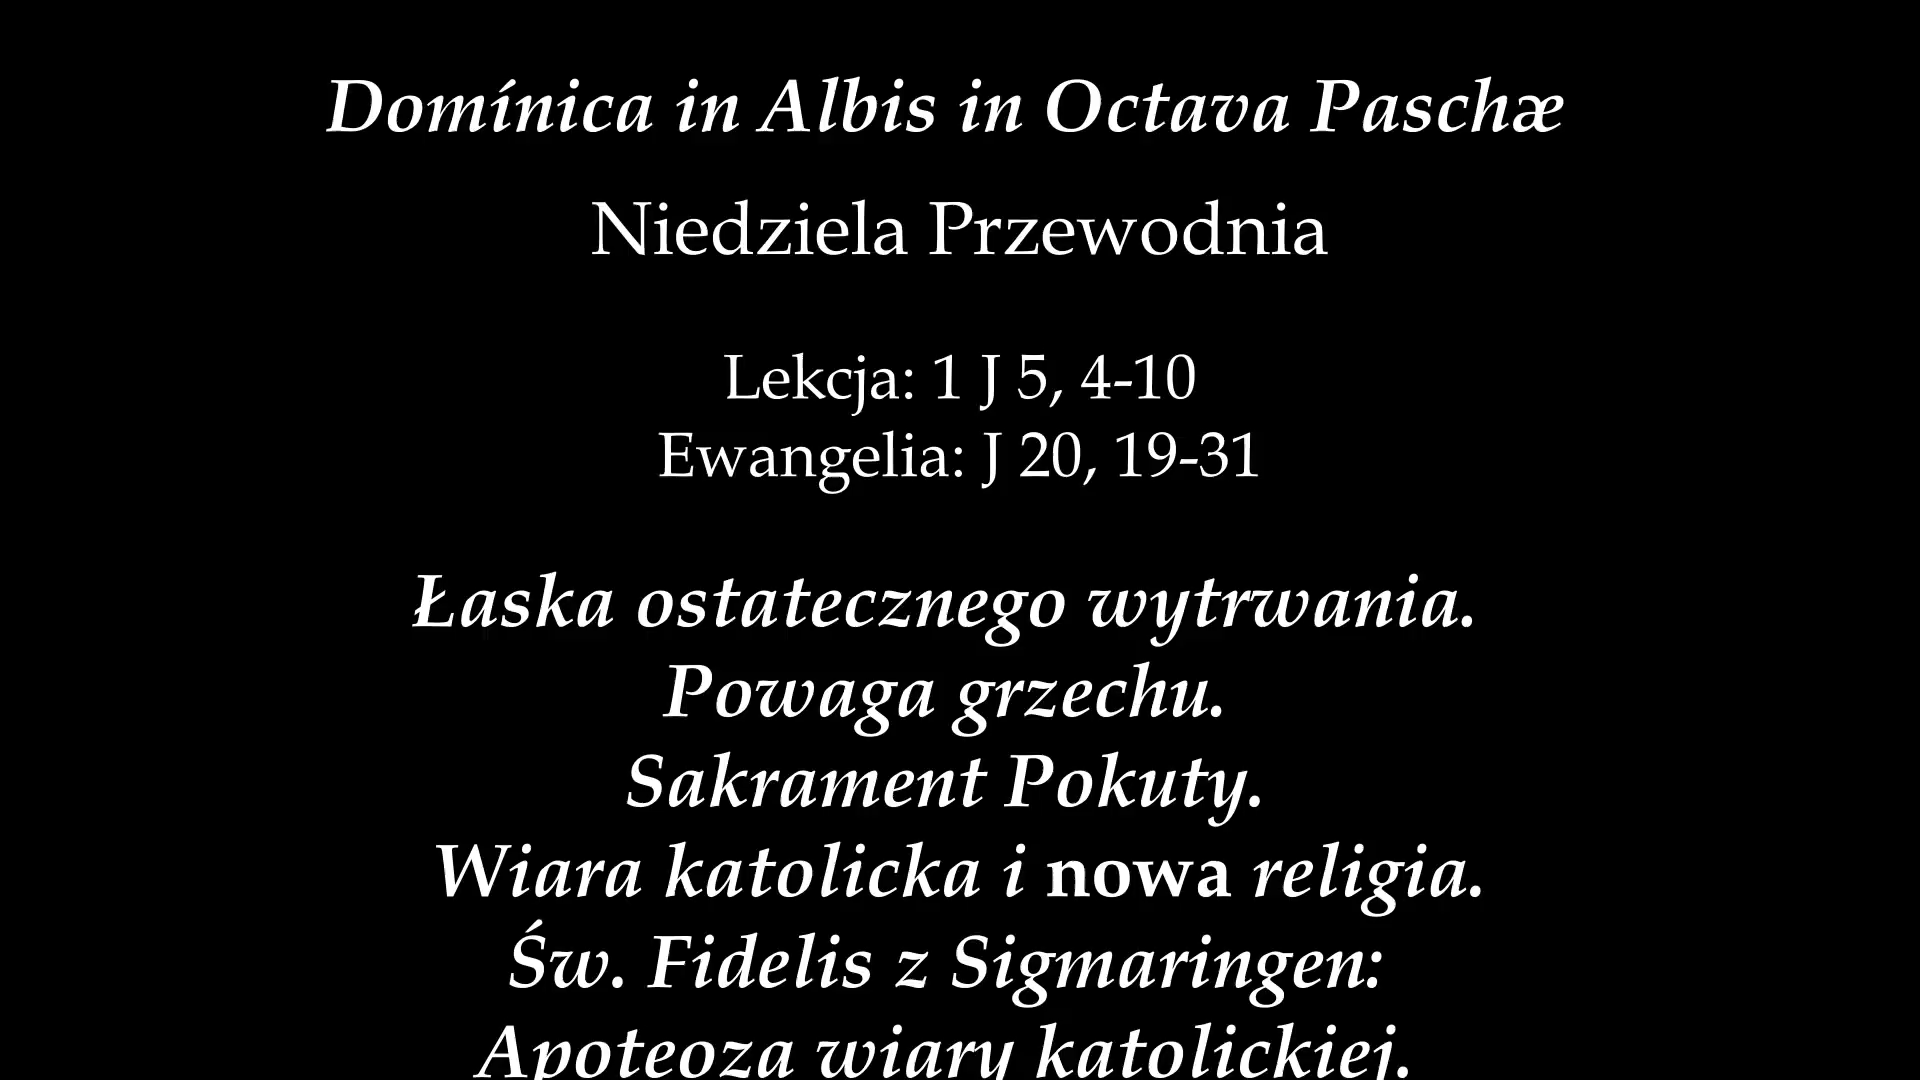 Domínica in Albis in Octava Paschæ
Niedziela Przewodnia
Lekcja: 1 J 5, 4-10
Ewangelia: J 20, 19-31
Łaska ostatecznego wytrwania.
Powaga grzechu.
Sakrament Pokuty.
Wiara katolicka i nowa religia.
Św. Fidelis z Sigmaringen:
Apoteoza wiary katolickiej.